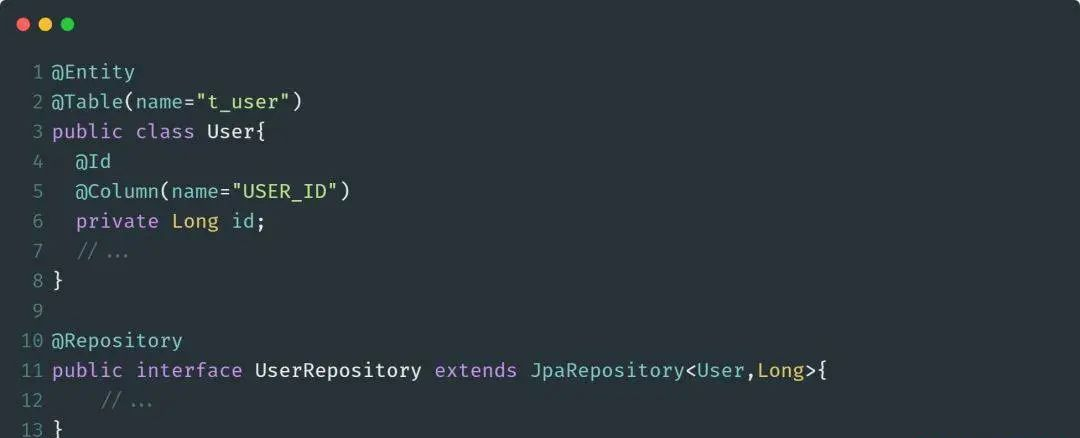 1 @Entity
2 @Table(name="t_user")
3 public class User{
4   @Id
5   @Column(name="USER_ID")
6   private Long id;
7   // ...
8 }
9
10 @Repository
11 public interface UserRepository extends JpaRepository<User,Long>{
12     // ...
13 }